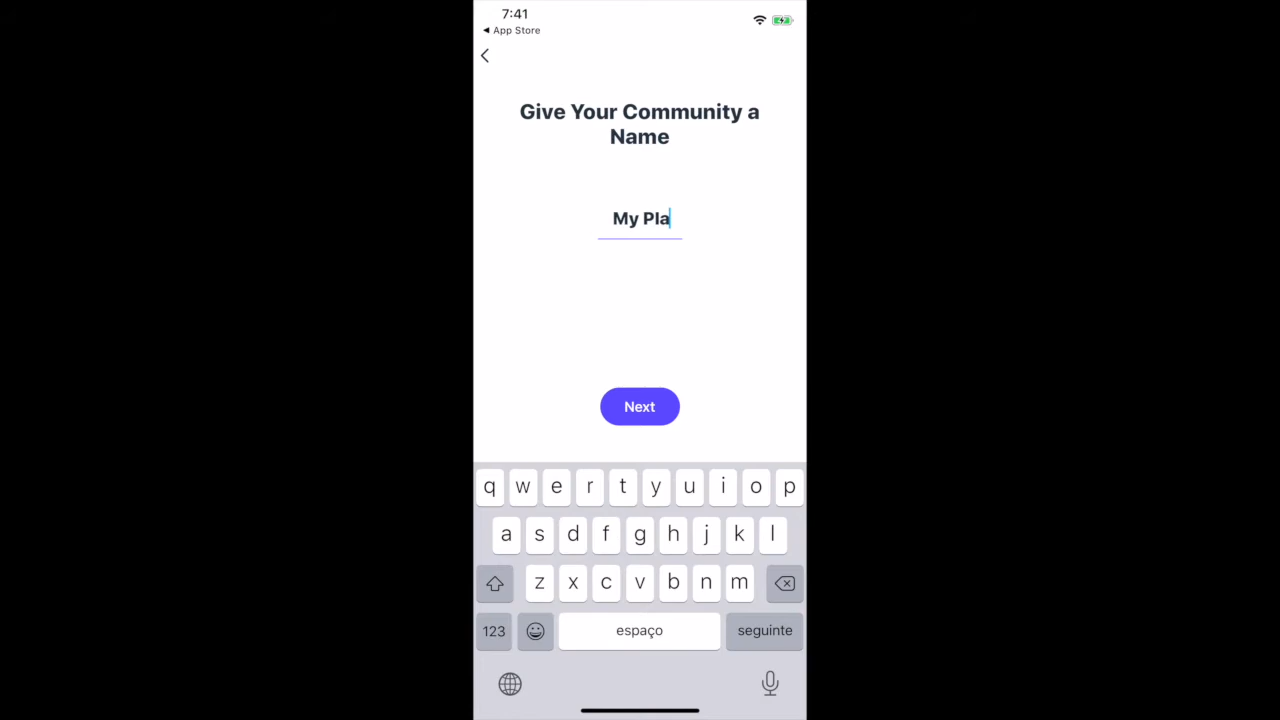 7:41
◀ App Store
Give Your Community a
Name
My Pla
Next
q w e r t y u i o p
a s d f g h j k l
z x c v b n m
123 espaço seguinte